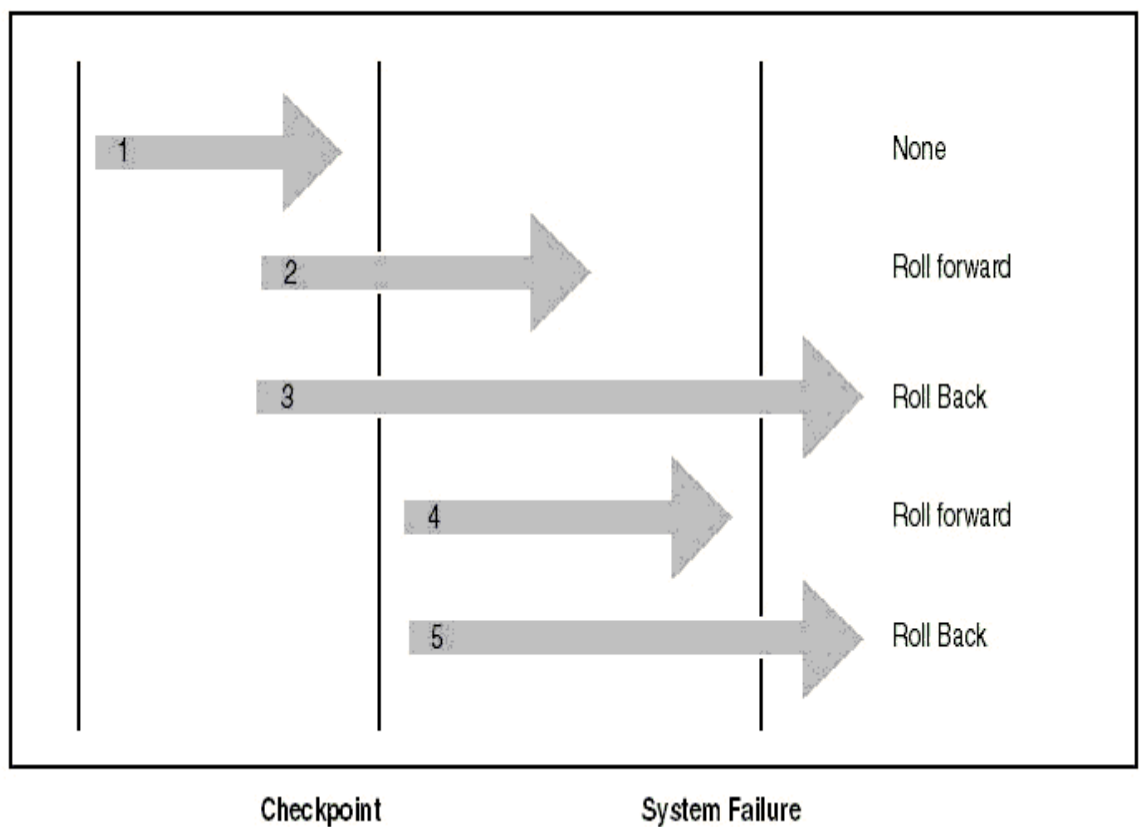 1 None
2 Roll forward
3 Roll Back
4 Roll forward
5 Roll Back
Checkpoint System Failure